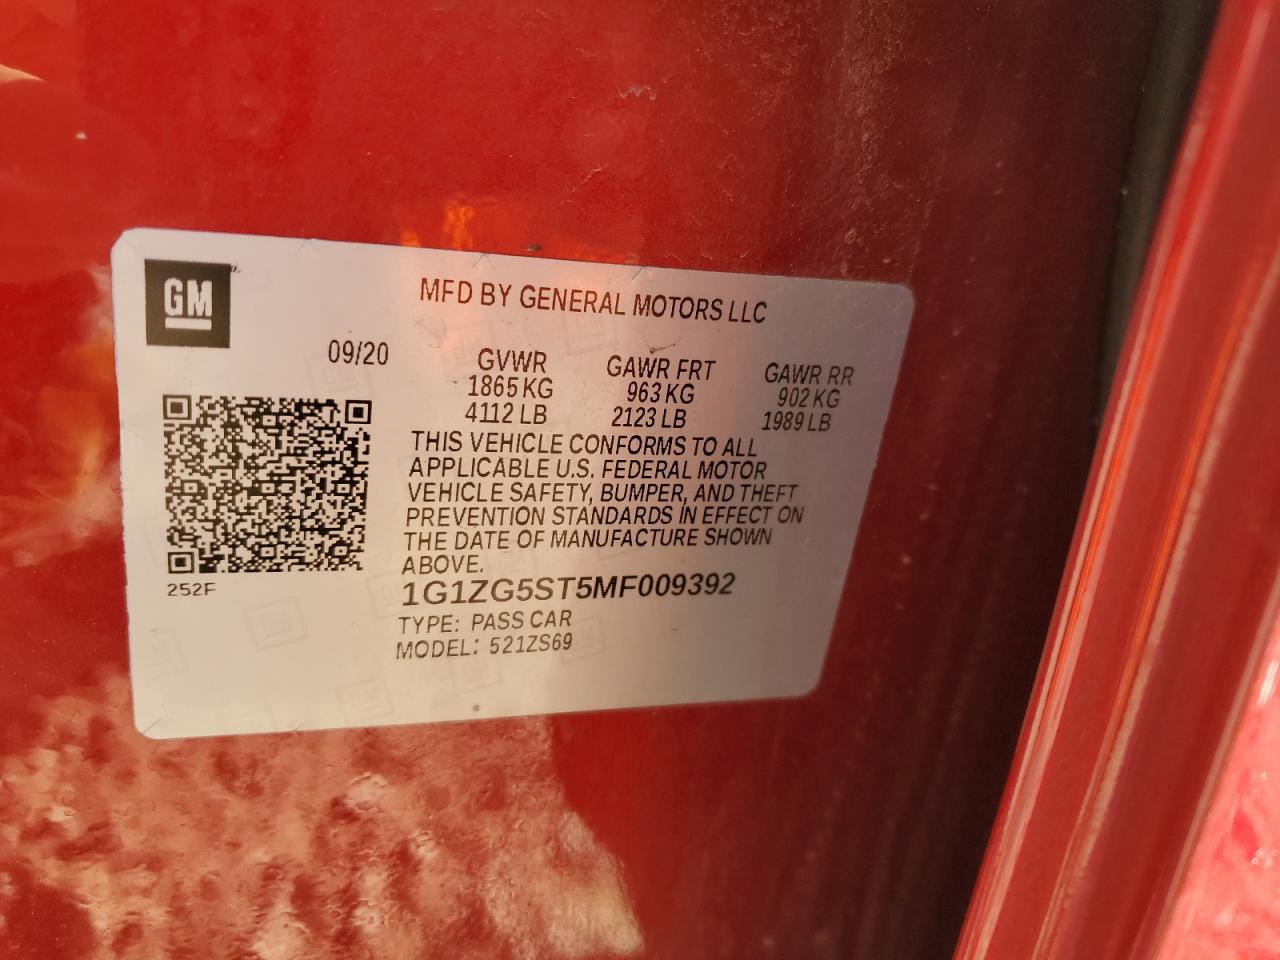 GM
MFD BY GENERAL MOTORS LLC
09/20
GVWR GAWR FRT GAWR RR
1865 KG 963 KG 902 KG
4112 LB 2123 LB 1989 LB
THIS VEHICLE CONFORMS TO ALL
APPLICABLE U.S. FEDERAL MOTOR
VEHICLE SAFETY, BUMPER, AND THEFT
PREVENTION STANDARDS IN EFFECT ON
THE DATE OF MANUFACTURE SHOWN
ABOVE.
252F
1G1ZG5ST5MF009392
TYPE: PASS CAR
MODEL: 521ZS69